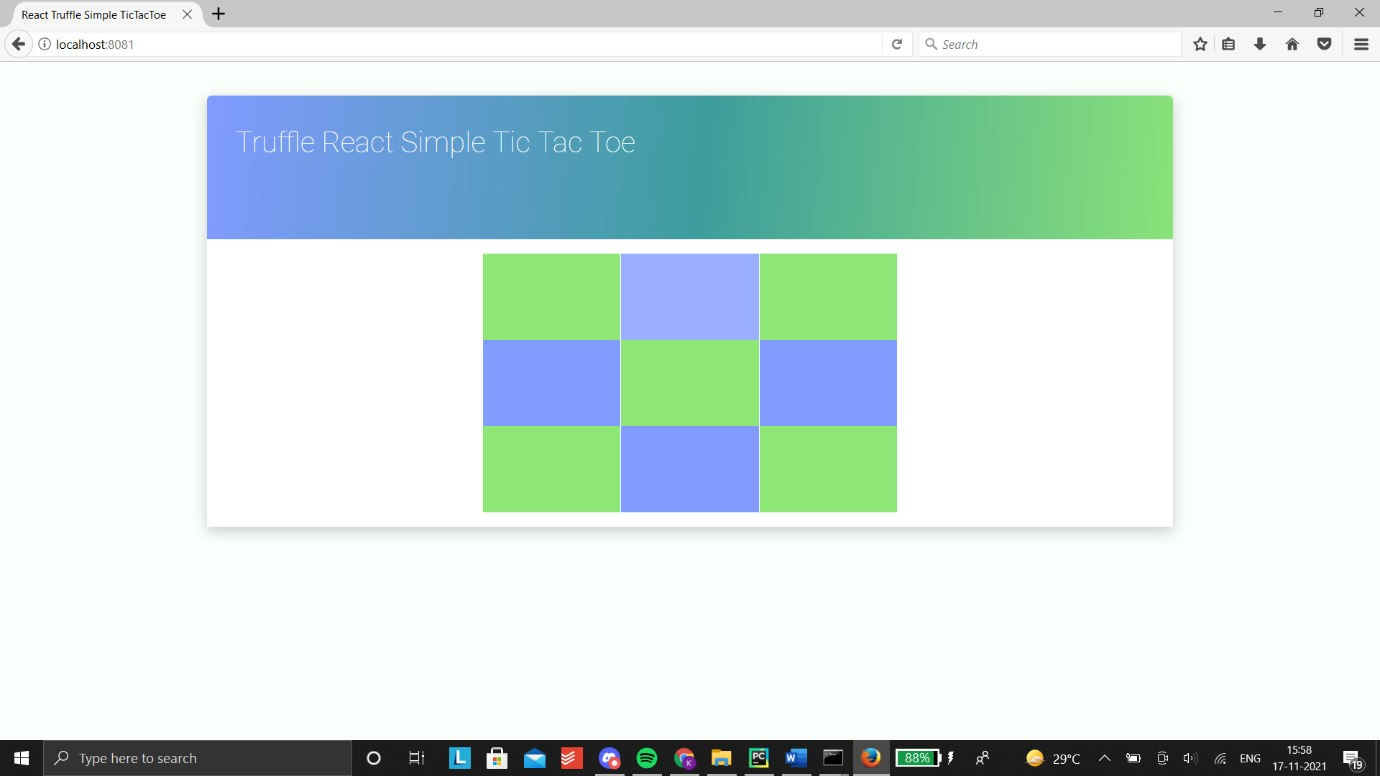 React Truffle Simple TicTacToe
localhost:8081
Search
Truffle React Simple Tic Tac Toe
Type here to search
L
K
PC
W
88%
29°C
ENG
15:58
17-11-2021
19